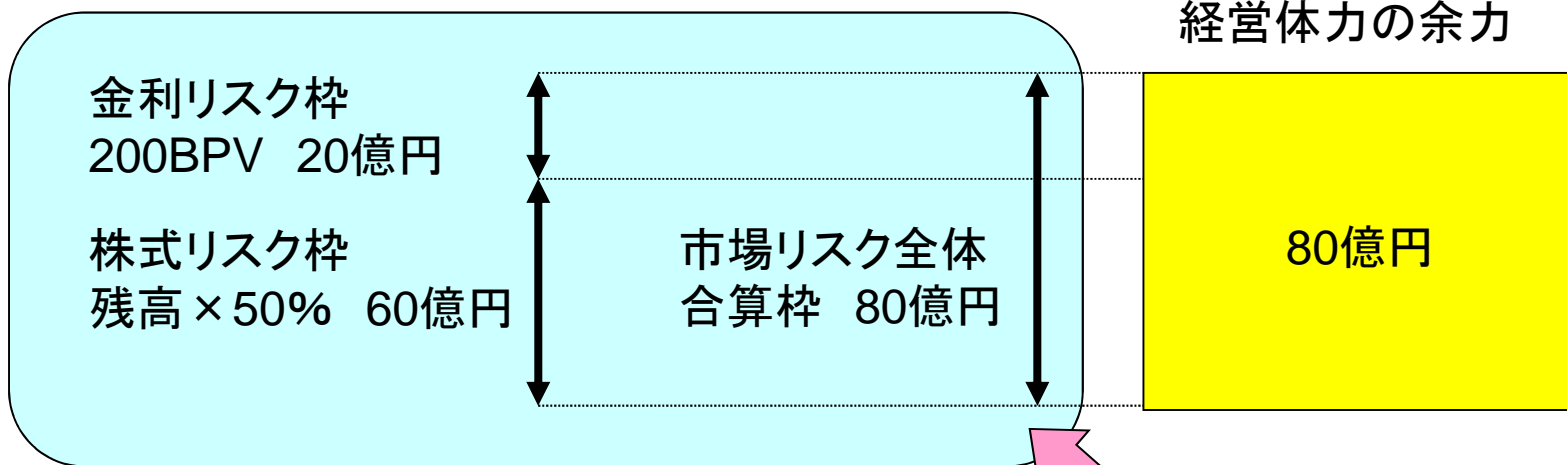 経営体力の余力
金利リスク枠
200BPV　20億円
株式リスク枠
残高×50%　60億円
市場リスク全体
合算枠　80億円
80億円